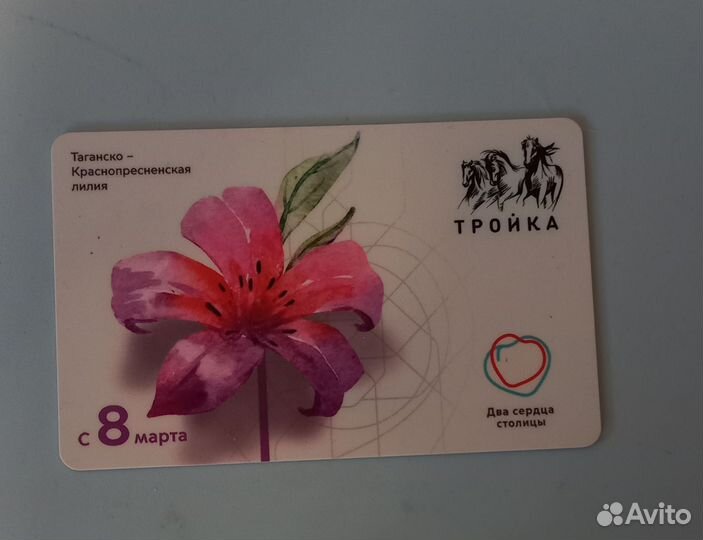 Таганско –
Краснопресненская
лилия
ТРОЙКА
Два сердца
столицы
с 8 марта
Avito